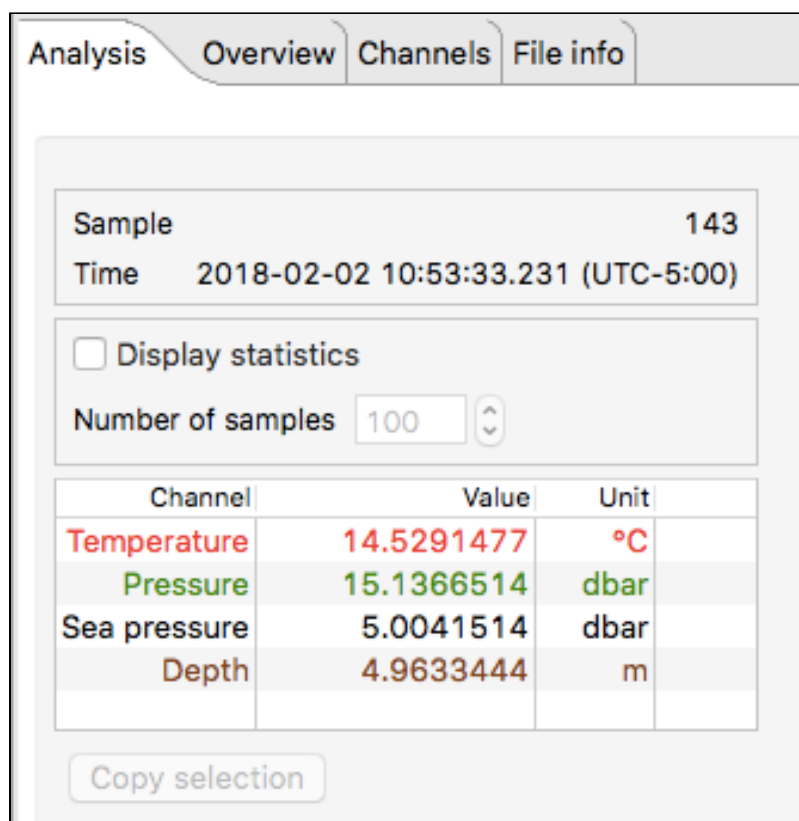 Analysis Overview Channels File info
Sample 143
Time 2018-02-02 10:53:33.231 (UTC-5:00)
Display statistics
Number of samples 100
Channel Value Unit
Temperature 14.5291477 °C
Pressure 15.1366514 dbar
Sea pressure 5.0041514 dbar
Depth 4.9633444 m
Copy selection